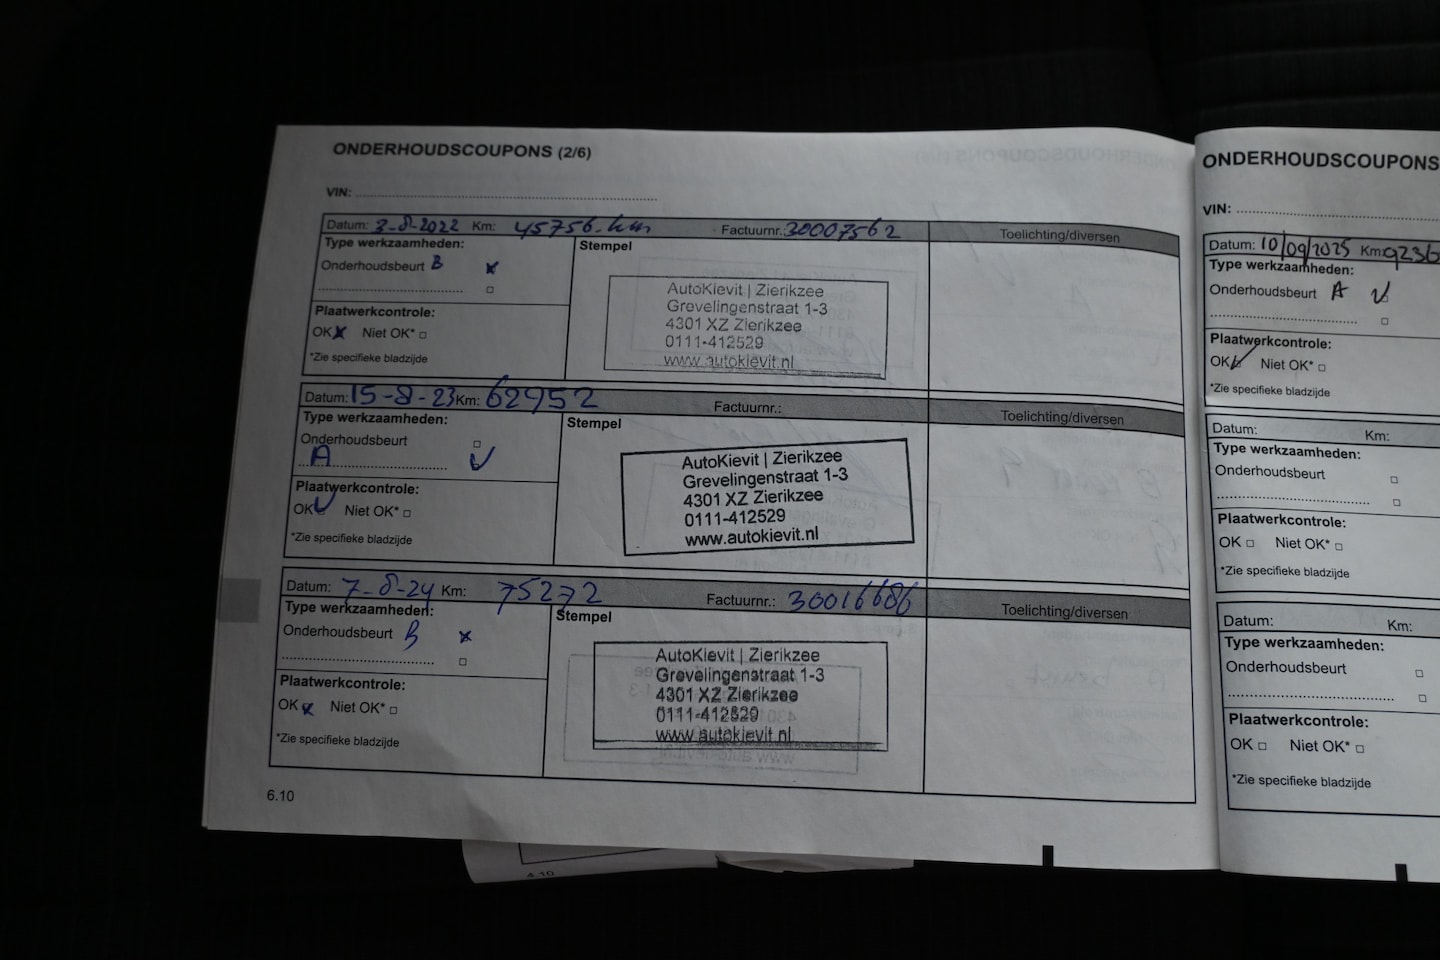 ONDERHOUDSCOUPONS (2/6)
VIN:
Datum: 3-8-2022 Km: 45756 km Factuurnr.: 30007562 Toelichting/diversen
Type werkzaamheden: Stempel
Onderhoudsbeurt B
AutoKievit | Zierikzee
Grevelingenstraat 1-3
4301 XZ Zierikzee
0111-412529
www.autokievit.nl
Plaatwerkcontrole:
OK Niet OK*
*Zie specifieke bladzijde
Datum: 15-8-23 Km: 62952 Factuurnr.: Toelichting/diversen
Type werkzaamheden: Stempel
Onderhoudsbeurt
A
AutoKievit | Zierikzee
Grevelingenstraat 1-3
4301 XZ Zierikzee
0111-412529
www.autokievit.nl
Plaatwerkcontrole:
OK Niet OK*
*Zie specifieke bladzijde
Datum: 7-8-24 Km: 75272 Factuurnr.: 30016686 Toelichting/diversen
Type werkzaamheden: Stempel
Onderhoudsbeurt B
AutoKievit | Zierikzee
Grevelingenstraat 1-3
4301 XZ Zierikzee
0111-412529
www.autokievit.nl
Plaatwerkcontrole:
OK Niet OK*
*Zie specifieke bladzijde
6.10
A.10
ONDERHOUDSCOUPONS
VIN:
Datum: 10/09/2025 Km:
Type werkzaamheden:
Onderhoudsbeurt A
Plaatwerkcontrole:
OK Niet OK*
*Zie specifieke bladzijde
Datum: Km:
Type werkzaamheden:
Onderhoudsbeurt
Plaatwerkcontrole:
OK Niet OK*
*Zie specifieke bladzijde
Datum: Km:
Type werkzaamheden:
Onderhoudsbeurt
Plaatwerkcontrole:
OK Niet OK*
*Zie specifieke bladzijde